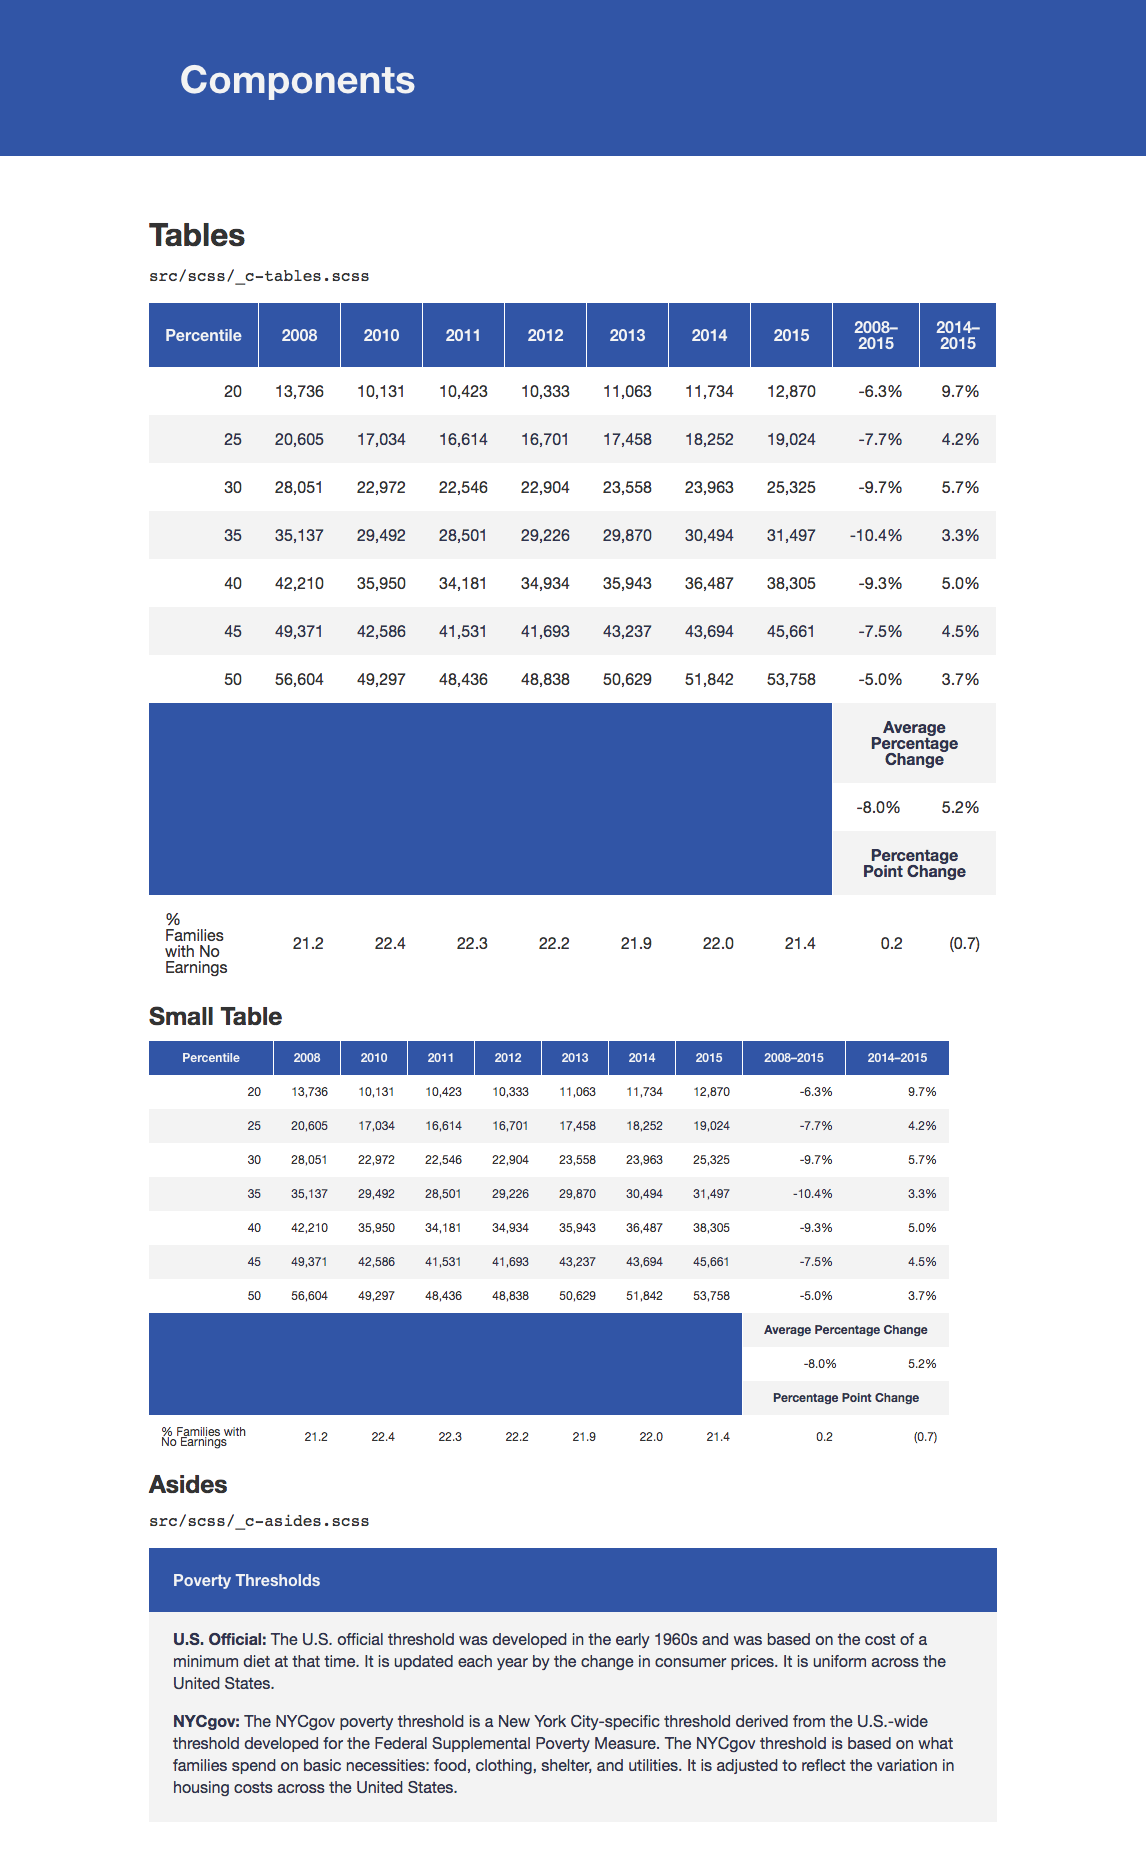 Components
Tables
src/scss/_c-tables.scss
Percentile 2008 2010 2011 2012 2013 2014 2015 2008–2015 2014–2015
20 13,736 10,131 10,423 10,333 11,063 11,734 12,870 -6.3% 9.7%
25 20,605 17,034 16,614 16,701 17,458 18,252 19,024 -7.7% 4.2%
30 28,051 22,972 22,546 22,904 23,558 23,963 25,325 -9.7% 5.7%
35 35,137 29,492 28,501 29,226 29,870 30,494 31,497 -10.4% 3.3%
40 42,210 35,950 34,181 34,934 35,943 36,487 38,305 -9.3% 5.0%
45 49,371 42,586 41,531 41,693 43,237 43,694 45,661 -7.5% 4.5%
50 56,604 49,297 48,436 48,838 50,629 51,842 53,758 -5.0% 3.7%
Average
Percentage
Change
-8.0% 5.2%
Percentage
Point Change
%
Families
with No
Earnings
21.2 22.4 22.3 22.2 21.9 22.0 21.4 0.2 (0.7)
Small Table
Percentile 2008 2010 2011 2012 2013 2014 2015 2008–2015 2014–2015
20 13,736 10,131 10,423 10,333 11,063 11,734 12,870 -6.3% 9.7%
25 20,605 17,034 16,614 16,701 17,458 18,252 19,024 -7.7% 4.2%
30 28,051 22,972 22,546 22,904 23,558 23,963 25,325 -9.7% 5.7%
35 35,137 29,492 28,501 29,226 29,870 30,494 31,497 -10.4% 3.3%
40 42,210 35,950 34,181 34,934 35,943 36,487 38,305 -9.3% 5.0%
45 49,371 42,586 41,531 41,693 43,237 43,694 45,661 -7.5% 4.5%
50 56,604 49,297 48,436 48,838 50,629 51,842 53,758 -5.0% 3.7%
Average Percentage Change
-8.0% 5.2%
Percentage Point Change
% Families with
No Earnings
21.2 22.4 22.3 22.2 21.9 22.0 21.4 0.2 (0.7)
Asides
src/scss/_c-asides.scss
Poverty Thresholds
U.S. Official: The U.S. official threshold was developed in the early 1960s and was based on the cost of a
minimum diet at that time. It is updated each year by the change in consumer prices. It is uniform across the
United States.
NYCgov: The NYCgov poverty threshold is a New York City-specific threshold derived from the U.S.-wide
threshold developed for the Federal Supplemental Poverty Measure. The NYCgov threshold is based on what
families spend on basic necessities: food, clothing, shelter, and utilities. It is adjusted to reflect the variation in
housing costs across the United States.